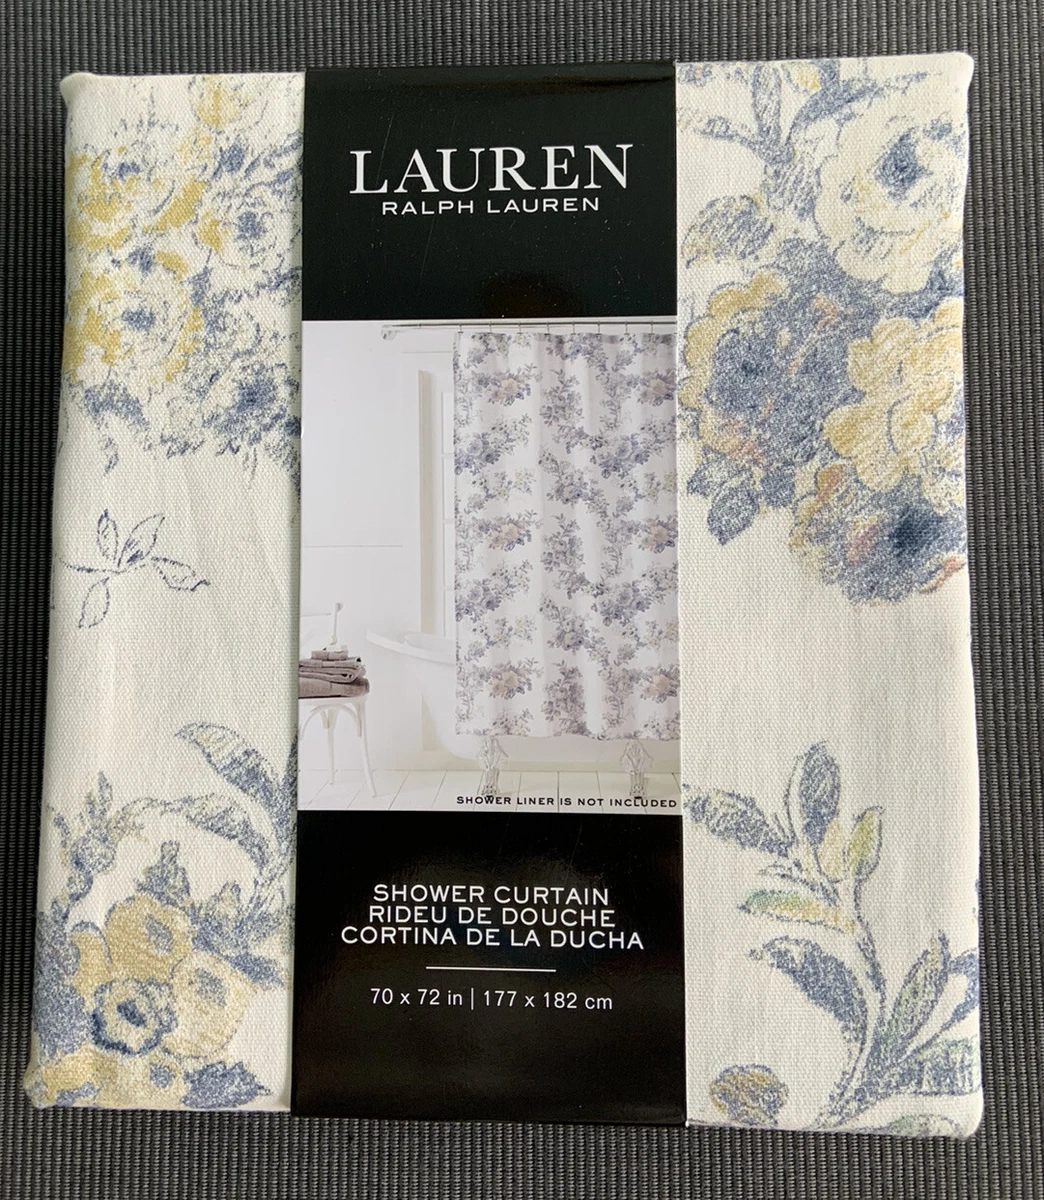 LAUREN
RALPH LAUREN
SHOWER LINER IS NOT INCLUDED
SHOWER CURTAIN
RIDEU DE DOUCHE
CORTINA DE LA DUCHA
70 x 72 in | 177 x 182 cm